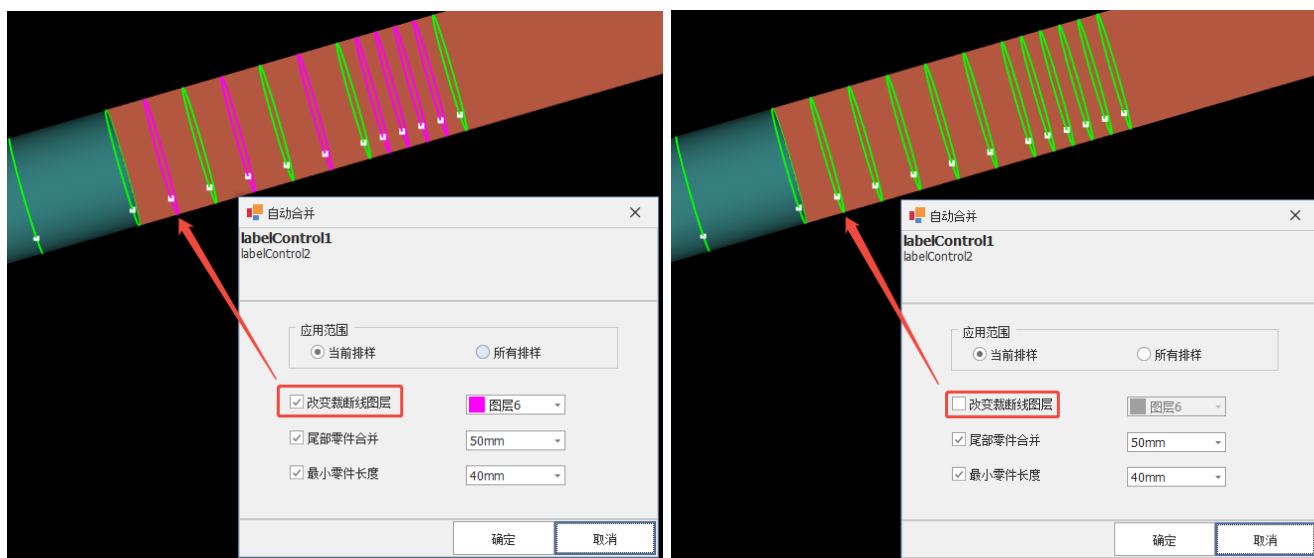 自动合并
labelControl1
labelControl2
应用范围
当前排样
所有排样
改变裁断线图层
图层6
尾部零件合并
50mm
最小零件长度
40mm
确定
取消
自动合并
labelControl1
labelControl2
应用范围
当前排样
所有排样
改变裁断线图层
图层6
尾部零件合并
50mm
最小零件长度
40mm
确定
取消